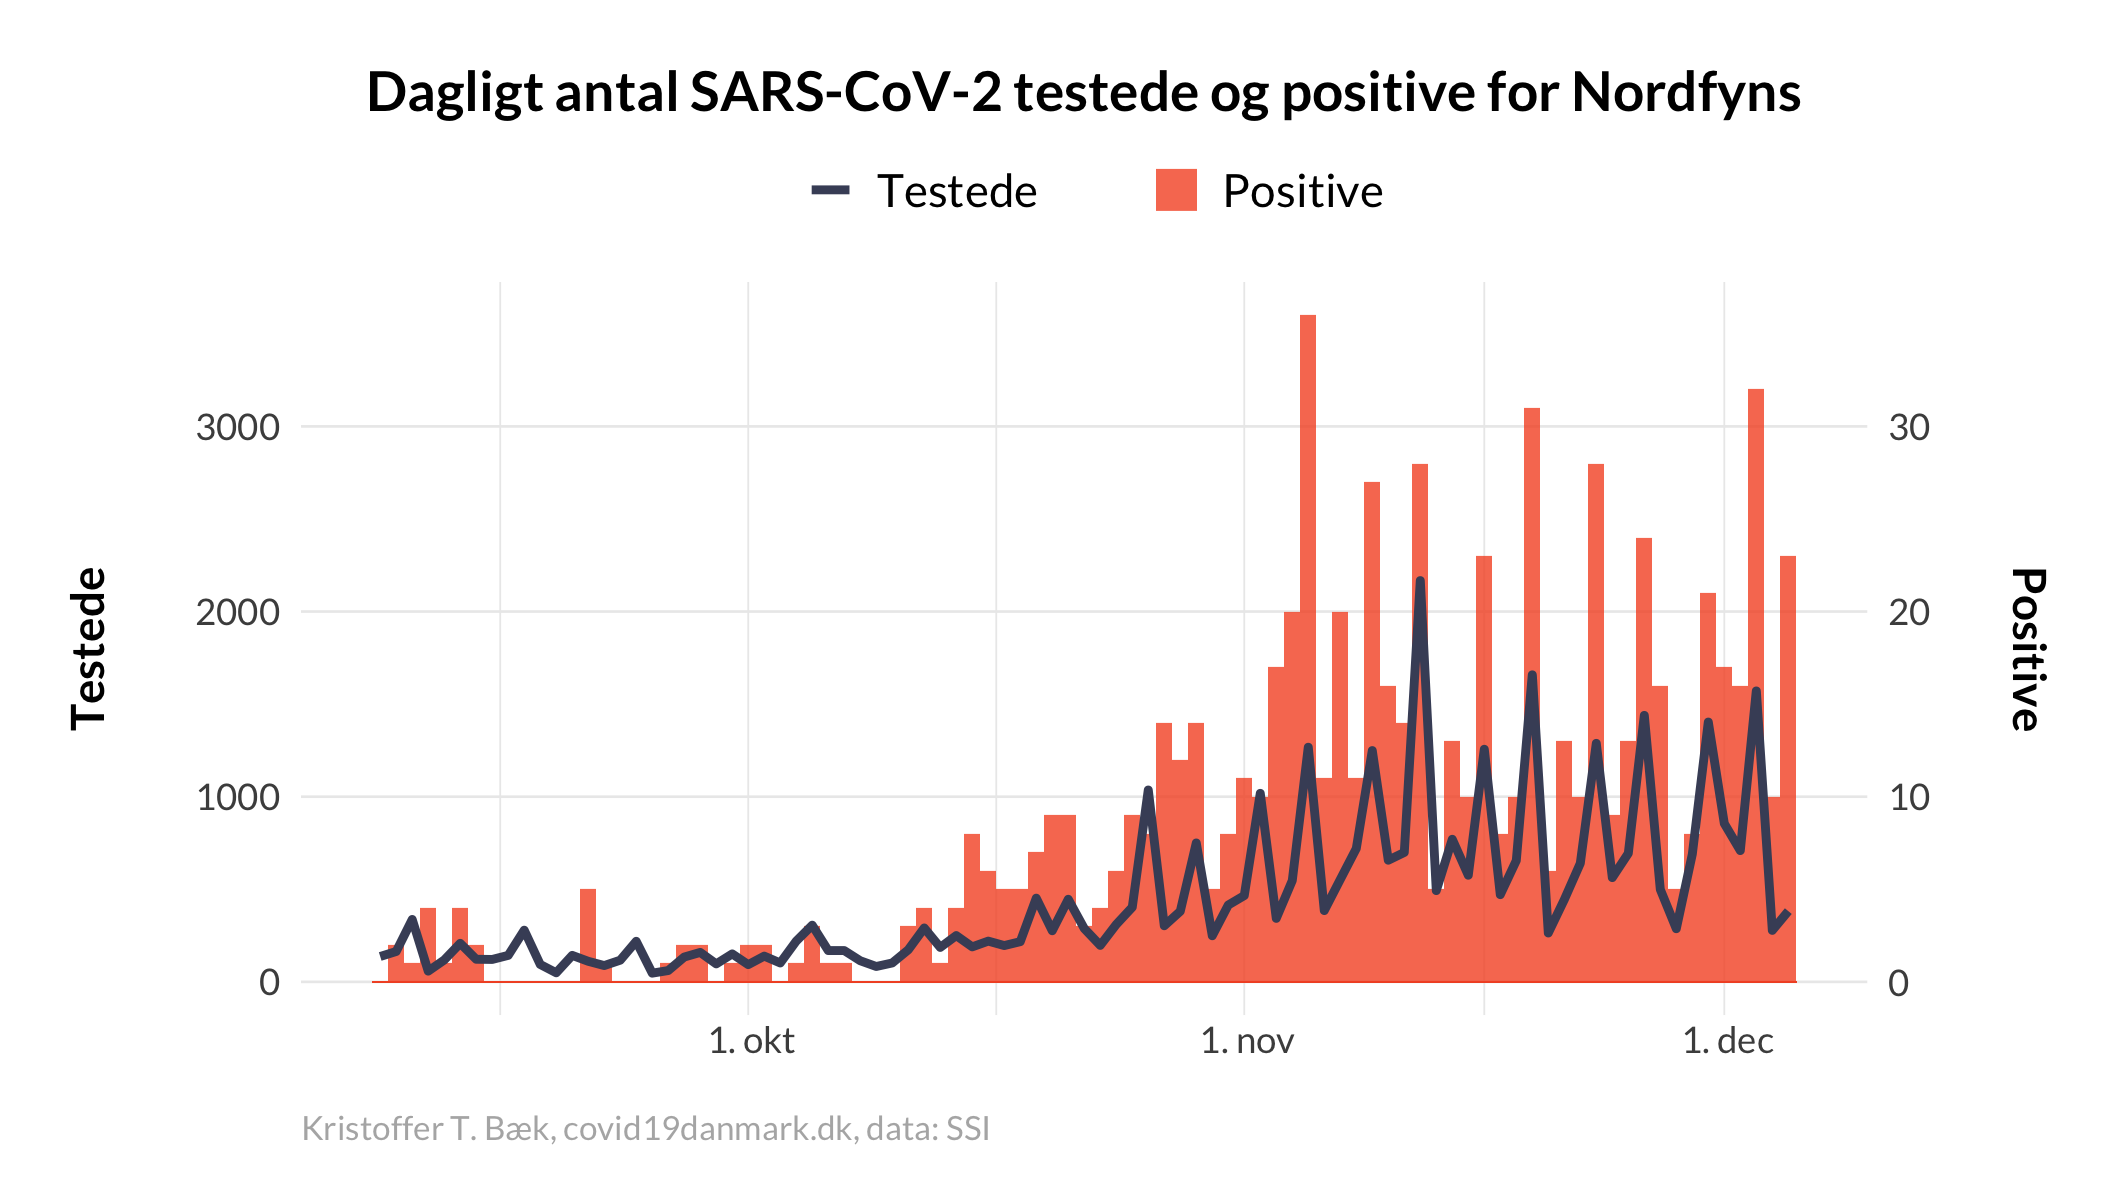 Dagligt antal SARS-CoV-2 testede og positive for Nordfyns
Testede
Positive
3000
2000
1000
0
30
20
10
0
Testede
Positive
1. okt
1. nov
1. dec
Kristoffer T. Bæk, covid19danmark.dk, data: SSI